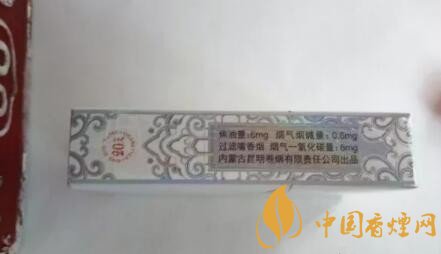 焦油量:6mg 烟气烟碱量:0.6mg
过滤嘴香烟 烟气一氧化碳量:6mg
内蒙古昆明卷烟有限责任公司出品
20
中国香烟网